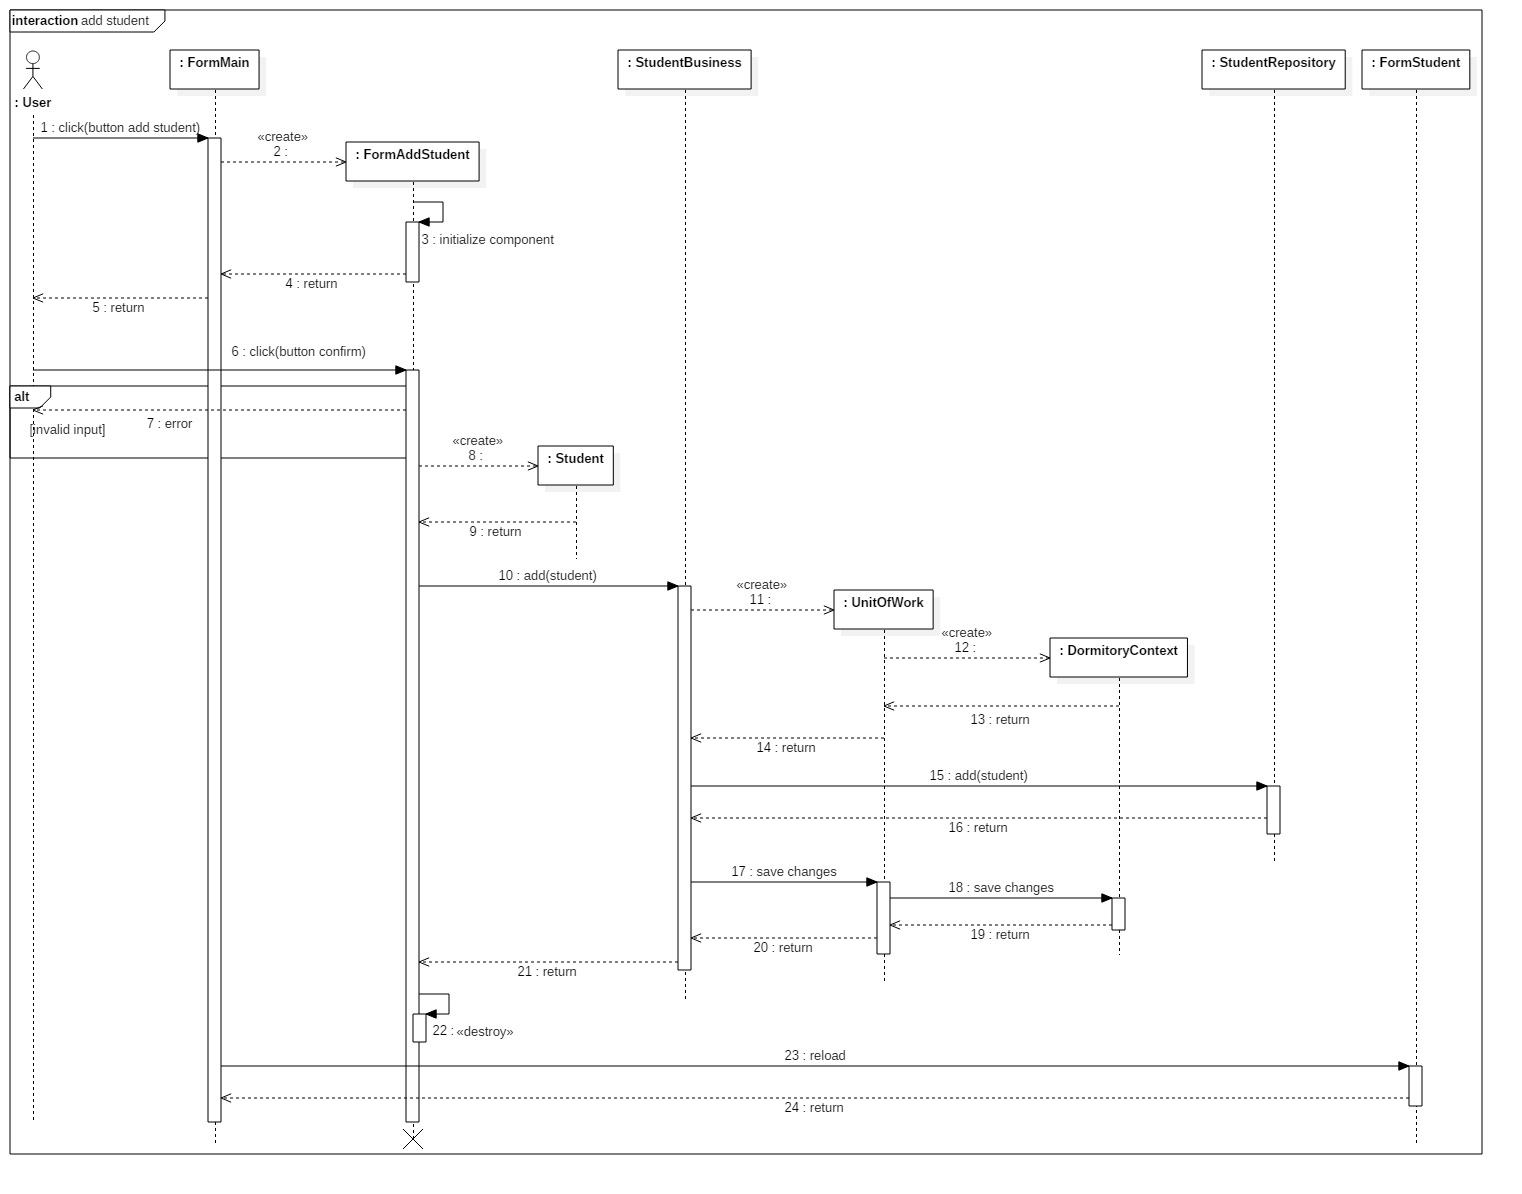 interaction add student
: FormMain
: StudentBusiness
: StudentRepository
: FormStudent
: User
1 : click(button add student)
«create»
2 :
: FormAddStudent
3 : initialize component
4 : return
5 : return
6 : click(button confirm)
alt
7 : error
[invalid input]
«create»
8 :
: Student
9 : return
10 : add(student)
«create»
11 :
: UnitOfWork
«create»
12 :
: DormitoryContext
13 : return
14 : return
15 : add(student)
16 : return
17 : save changes
18 : save changes
19 : return
20 : return
21 : return
22 : «destroy»
23 : reload
24 : return